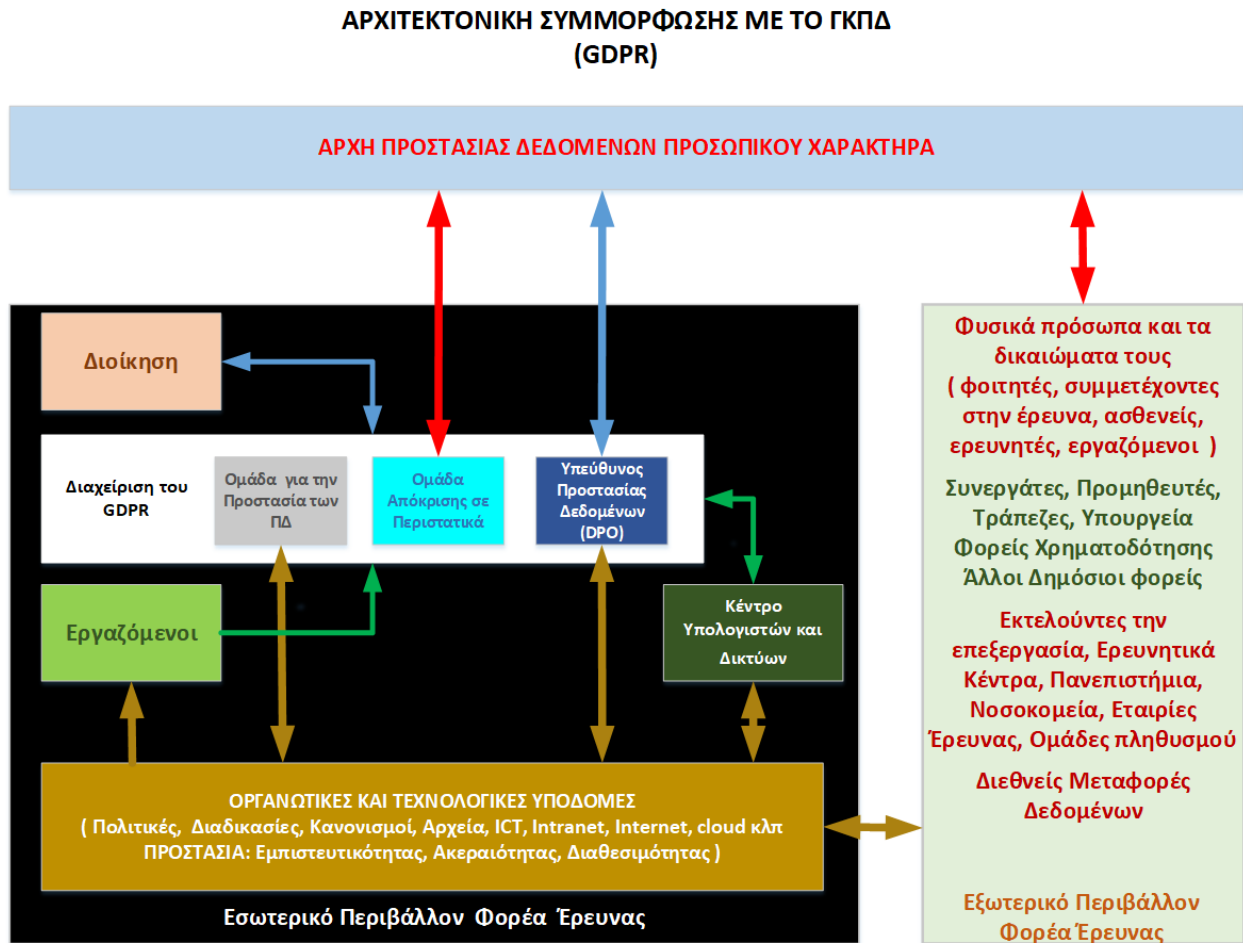 ΑΡΧΙΤΕΚΤΟΝΙΚΗ ΣΥΜΜΟΡΦΩΣΗΣ ΜΕ ΤΟ ΓΚΠΔ
(GDPR)
ΑΡΧΗ ΠΡΟΣΤΑΣΙΑΣ ΔΕΔΟΜΕΝΩΝ ΠΡΟΣΩΠΙΚΟΥ ΧΑΡΑΚΤΗΡΑ
Διοίκηση
Διαχείριση του
GDPR
Ομάδα για την
Προστασία των
ΠΔ
Ομάδα
Απόκρισης σε
Περιστατικά
Υπεύθυνος
Προστασίας
Δεδομένων
(DPO)
Εργαζόμενοι
Κέντρο
Υπολογιστών και
Δικτύων
ΟΡΓΑΝΩΤΙΚΕΣ ΚΑΙ ΤΕΧΝΟΛΟΓΙΚΕΣ ΥΠΟΔΟΜΕΣ
( Πολιτικές, Διαδικασίες, Κανονισμοί, Αρχεία, ICT, Intranet, Internet, cloud κλπ
ΠΡΟΣΤΑΣΙΑ: Εμπιστευτικότητας, Ακεραιότητας, Διαθεσιμότητας )
Εσωτερικό Περιβάλλον Φορέα Έρευνας
Φυσικά πρόσωπα και τα
δικαιώματα τους
( φοιτητές, συμμετέχοντες
στην έρευνα, ασθενείς,
ερευνητές, εργαζόμενοι )
Συνεργάτες, Προμηθευτές,
Τράπεζες, Υπουργεία
Φορείς Χρηματοδότησης
Άλλοι Δημόσιοι φορείς
Εκτελούντες την
επεξεργασία, Ερευνητικά
Κέντρα, Πανεπιστήμια,
Νοσοκομεία, Εταιρίες
Έρευνας, Ομάδες πληθυσμού
Διεθνείς Μεταφορές
Δεδομένων
Εξωτερικό Περιβάλλον
Φορέα Έρευνας